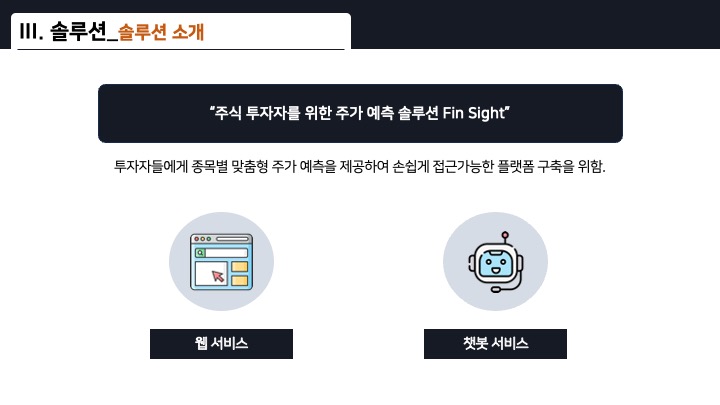 III. 솔루션_솔루션 소개
“주식 투자자를 위한 주가 예측 솔루션 Fin Sight”
투자자들에게 종목별 맞춤형 주가 예측을 제공하여 손쉽게 접근가능한 플랫폼 구축을 위함.
웹 서비스
챗봇 서비스